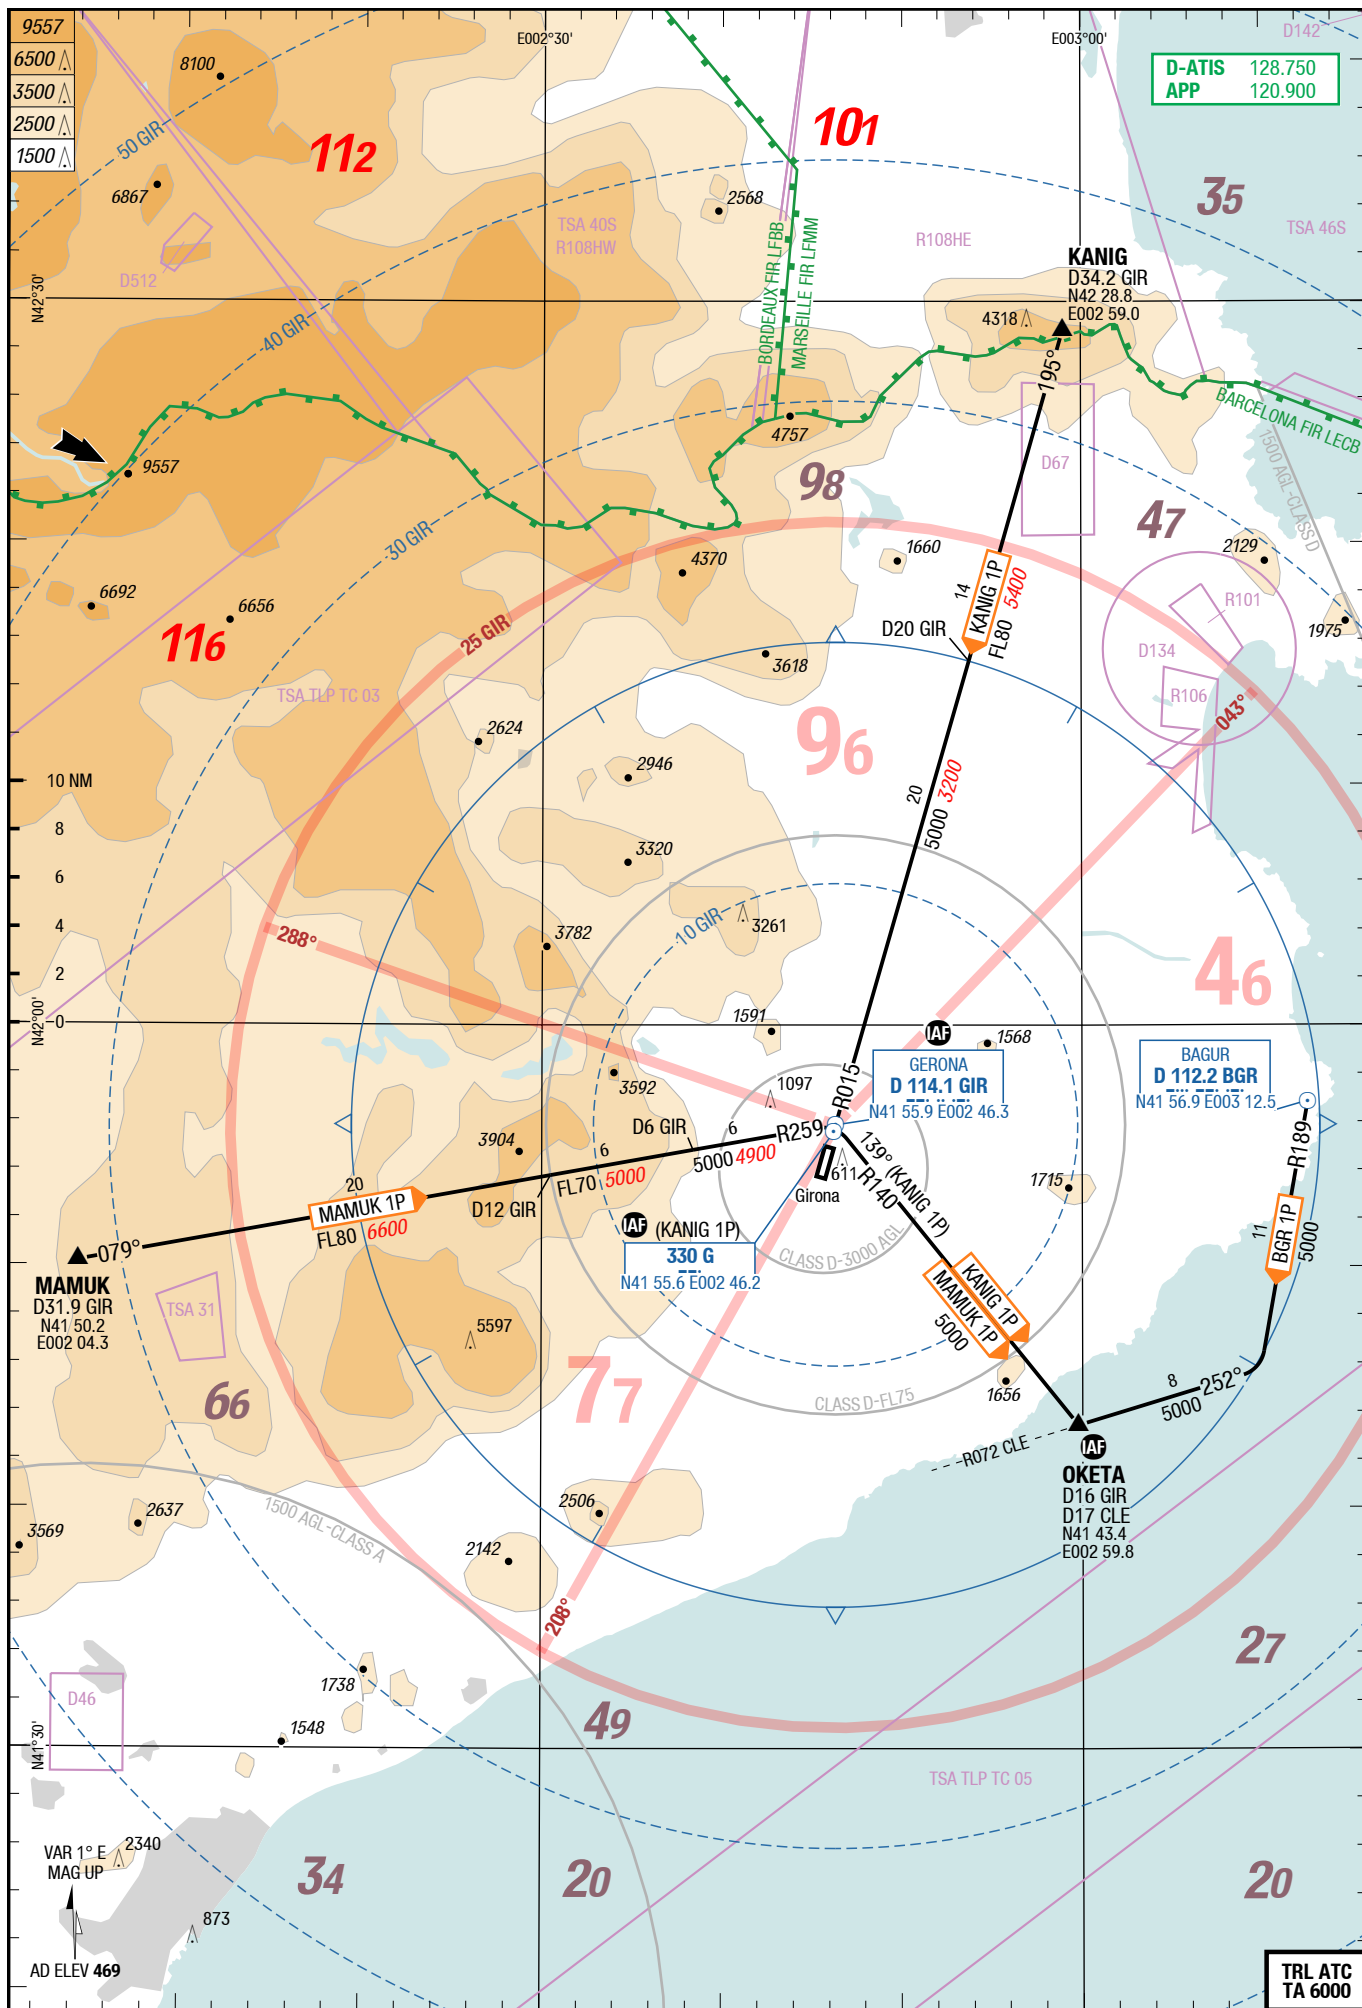 9557
6500
3500
2500
1500
E002°30'
E003°00'
D142
D-ATIS 128.750
APP 120.900
8100
50 GIR
112
101
6867
2568
35
TSA 40S
R108HW
R108HE
TSA 46S
D512
BORDEAUX FIR LFBB
MARSEILLE FIR LFMM
KANIG
D34.2 GIR
N42 28.8
E002 59.0
N42°30'
40 GIR
4318
195°
BARCELONA FIR LECB
9557
4757
98
D67
1500 AGL-CLASS D
47
30 GIR
4370
1660
2129
6692
6656
116
25 GIR
14
KANIG 1P
FL80 5400
R101
1975
D20 GIR
D134
3618
TSA TLP TC 03
R106
043°
2624
96
10 NM
2946
20
5000 3200
8
3320
6
4
10 GIR
3261
288°
3782
2
46
N42°00'
0
1591
IAF
1568
GERONA
D 114.1 GIR
N41 55.9 E002 46.3
BAGUR
D 112.2 BGR
N41 56.9 E003 12.5
3592
1097
R015
D6 GIR
6
R259
5000 4900
3904
6
FL70 5000
D12 GIR
611
Girona
139° (KANIG 1P)
R140
1715
R189
20
MAMUK 1P
FL80 6600
079°
MAMUK
D31.9 GIR
N41 50.2
E002 04.3
IAF (KANIG 1P)
330 G
N41 55.6 E002 46.2
CLASS D-3000 AGL
11
BGR 1P
5000
KANIG 1P
MAMUK 1P
5000
TSA 31
5597
66
77
1656
CLASS D-FL75
8
252°
5000
R072 CLE
IAF
OKETA
D16 GIR
D17 CLE
N41 43.4
E002 59.8
1500 AGL-CLASS A
2637
3569
2506
2142
208°
27
1738
D46
49
1548
N41°30'
TSA TLP TC 05
VAR 1° E
MAG UP
2340
34
20
20
873
AD ELEV 469
TRL ATC
TA 6000